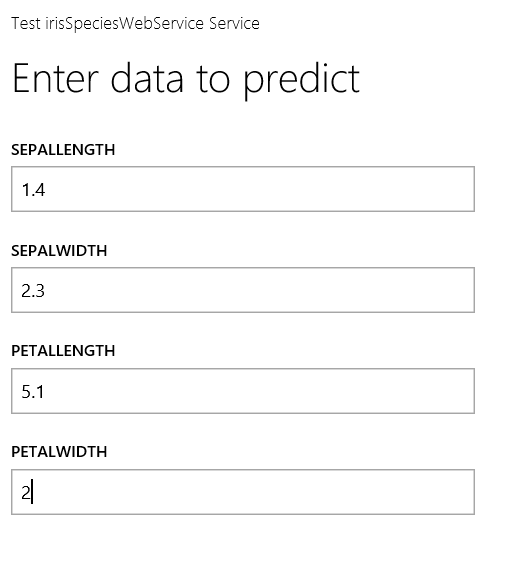 Test irisSpeciesWebService Service
Enter data to predict
SEPALLENGTH
1.4
SEPALWIDTH
2.3
PETALLENGTH
5.1
PETALWIDTH
2